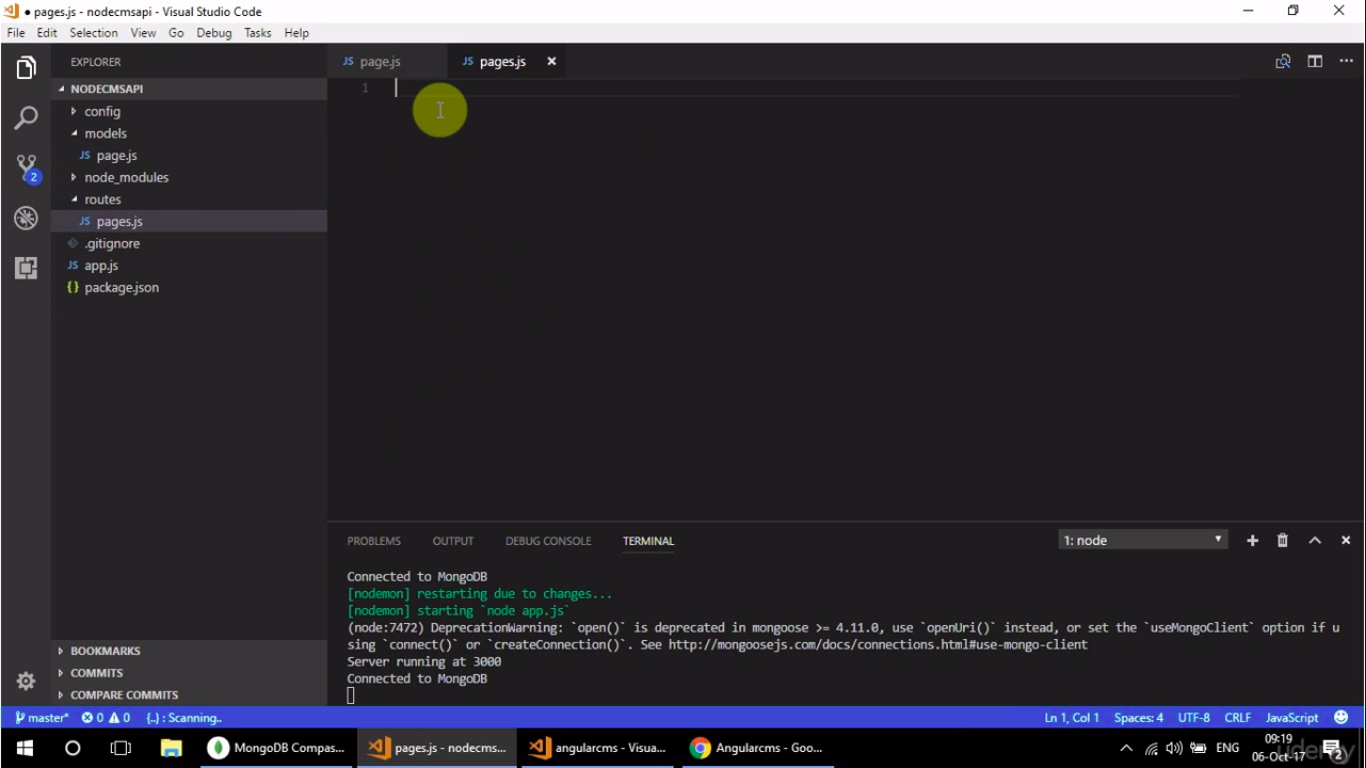 ● pages.js - nodecmsapi - Visual Studio Code
File Edit Selection View Go Debug Tasks Help
EXPLORER
NODECMSAPI
config
models
JS page.js
node_modules
routes
JS pages.js
.gitignore
JS app.js
{} package.json
BOOKMARKS
COMMITS
COMPARE COMMITS
2
JS page.js JS pages.js
1
PROBLEMS OUTPUT DEBUG CONSOLE TERMINAL 1: node
Connected to MongoDB
[nodemon] restarting due to changes...
[nodemon] starting `node app.js`
(node:7472) DeprecationWarning: `open()` is deprecated in mongoose >= 4.11.0, use `openUri()` instead, or set the `useMongoClient` option if u
sing `connect()` or `createConnection()`. See http://mongoosejs.com/docs/connections.html#use-mongo-client
Server running at 3000
Connected to MongoDB
master* 0 0 {..} : Scanning.. Ln 1, Col 1 Spaces: 4 UTF-8 CRLF JavaScript
MongoDB Compas... pages.js - nodecms... angularcms - Visua... Angularcms - Goo... ENG
09:19
06-Oct-17
udemy
2